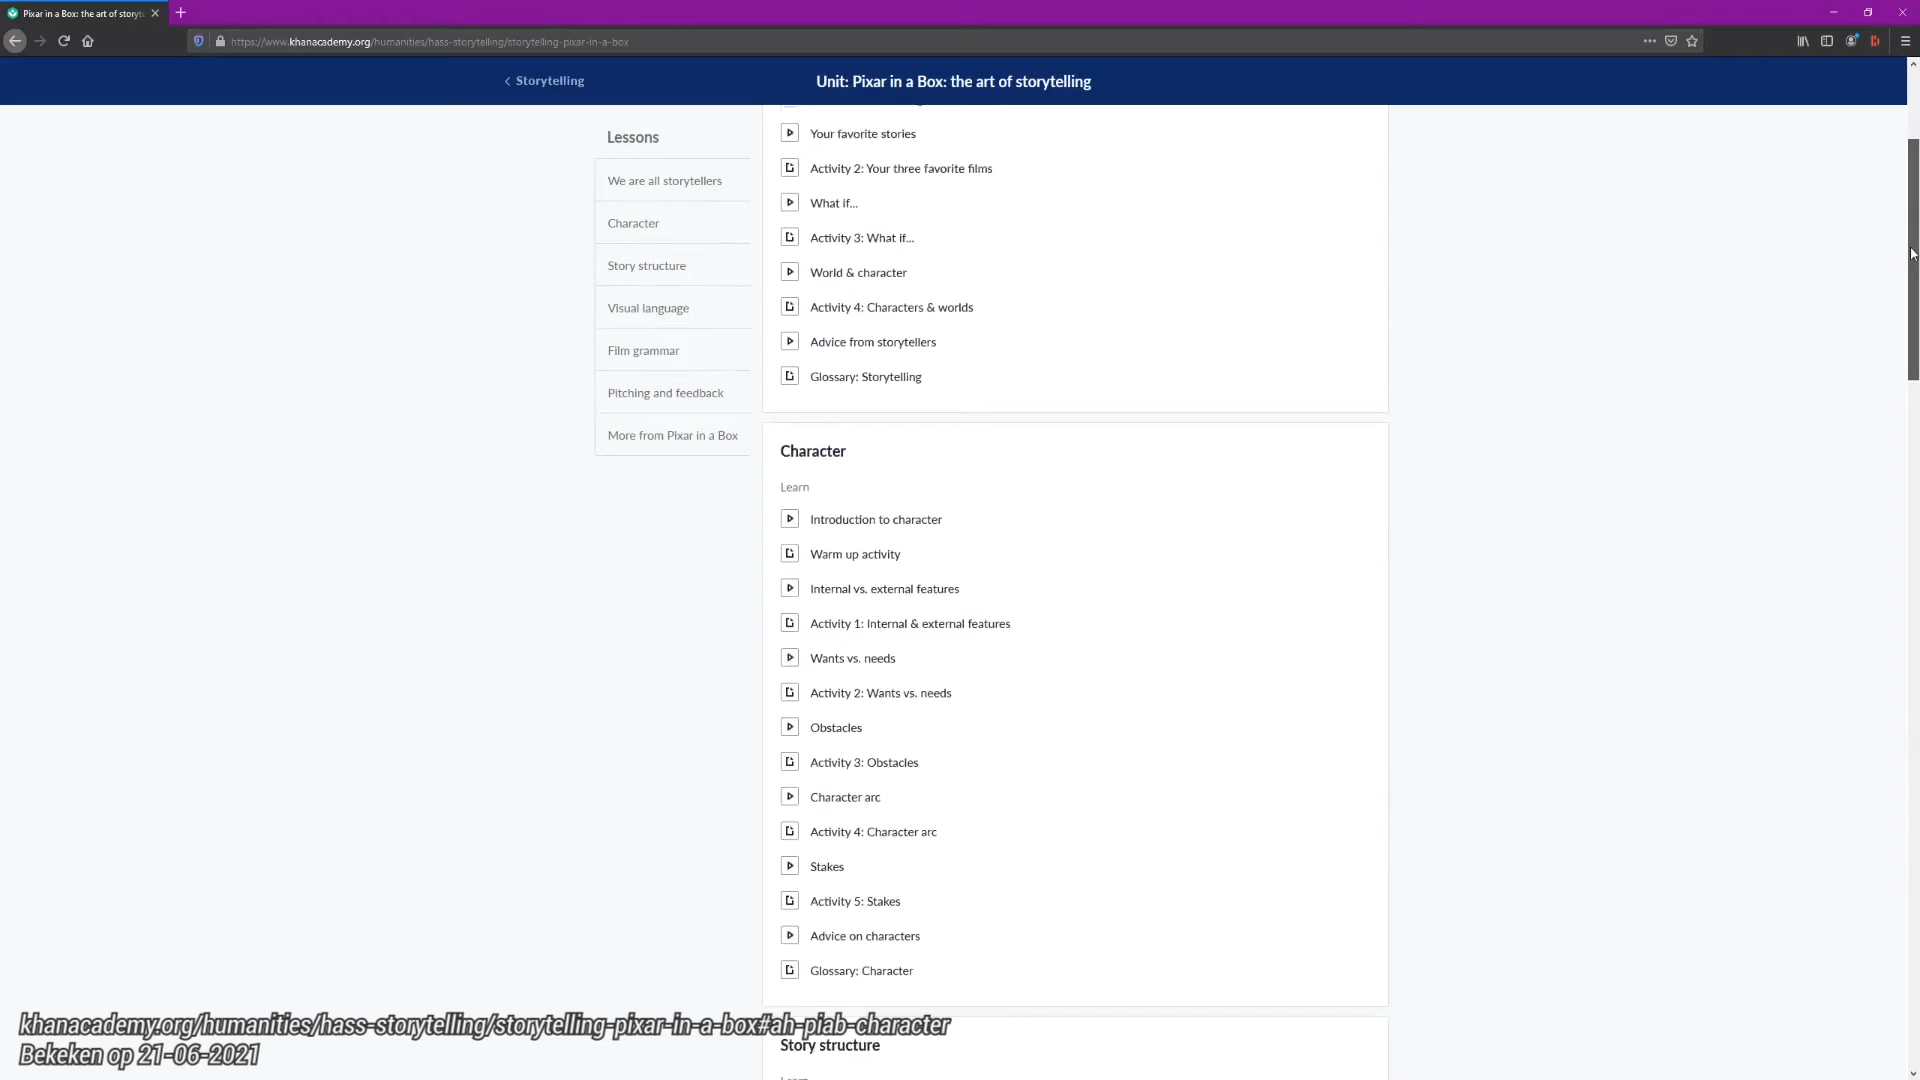 Pixar in a Box: the art of storyt
https://www.khanacademy.org/humanities/hass-storytelling/storytelling-pixar-in-a-box
Storytelling
Unit: Pixar in a Box: the art of storytelling
Lessons
We are all storytellers
Character
Story structure
Visual language
Film grammar
Pitching and feedback
More from Pixar in a Box
Your favorite stories
Activity 2: Your three favorite films
What if...
Activity 3: What if...
World & character
Activity 4: Characters & worlds
Advice from storytellers
Glossary: Storytelling
Character
Learn
Introduction to character
Warm up activity
Internal vs. external features
Activity 1: Internal & external features
Wants vs. needs
Activity 2: Wants vs. needs
Obstacles
Activity 3: Obstacles
Character arc
Activity 4: Character arc
Stakes
Activity 5: Stakes
Advice on characters
Glossary: Character
Story structure
khanacademy.org/humanities/hass-storytelling/storytelling-pixar-in-a-box#ah-piab-character
Bekeken op 21-06-2021